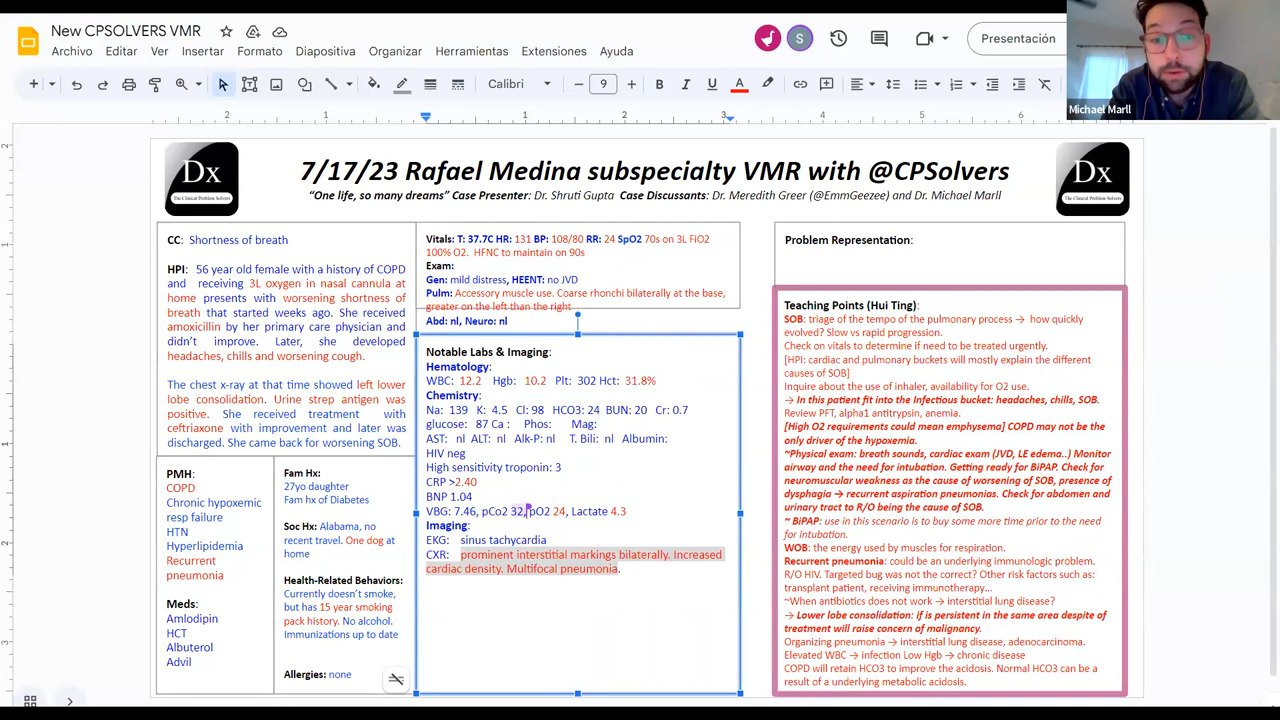 New CPSOLVERS VMR
Archivo Editar Ver Insertar Formato Diapositiva Organizar Herramientas Extensiones Ayuda
S
Presentación
Calibri
9
B I U A
Michael Marll
2 1 1 2 3 4 5 6
2
1
1
2
3
Dx
The Clinical Problem Solvers
7/17/23 Rafael Medina subspecialty VMR with @CPSolvers
“One life, so many dreams” Case Presenter: Dr. Shruti Gupta Case Discussants: Dr. Meredith Greer (@EmmGeezee) and Dr. Michael Marll
Dx
The Clinical Problem Solvers
CC: Shortness of breath
HPI: 56 year old female with a history of COPD
and receiving 3L oxygen in nasal cannula at
home presents with worsening shortness of
breath that started weeks ago. She received
amoxicillin by her primary care physician and
didn’t improve. Later, she developed
headaches, chills and worsening cough.
The chest x-ray at that time showed left lower
lobe consolidation. Urine strep antigen was
positive. She received treatment with
ceftriaxone with improvement and later was
discharged. She came back for worsening SOB.
PMH:
COPD
Chronic hypoxemic
resp failure
HTN
Hyperlipidemia
Recurrent
pneumonia
Meds:
Amlodipin
HCT
Albuterol
Advil
Fam Hx:
27yo daughter
Fam hx of Diabetes
Soc Hx: Alabama, no
recent travel. One dog at
home
Health-Related Behaviors:
Currently doesn’t smoke,
but has 15 year smoking
pack history. No alcohol.
Immunizations up to date
Allergies: none
Vitals: T: 37.7C HR: 131 BP: 108/80 RR: 24 SpO2 70s on 3L FiO2
100% O2. HFNC to maintain on 90s
Exam:
Gen: mild distress, HEENT: no JVD
Pulm: Accessory muscle use. Coarse rhonchi bilaterally at the base,
greater on the left than the right
Abd: nl, Neuro: nl
Notable Labs & Imaging:
Hematology:
WBC: 12.2 Hgb: 10.2 Plt: 302 Hct: 31.8%
Chemistry:
Na: 139 K: 4.5 Cl: 98 HCO3: 24 BUN: 20 Cr: 0.7
glucose: 87 Ca : Phos: Mag:
AST: nl ALT: nl Alk-P: nl T. Bili: nl Albumin:
HIV neg
High sensitivity troponin: 3
CRP >2.40
BNP 1.04
VBG: 7.46, pCo2 32, pO2 24, Lactate 4.3
Imaging:
EKG: sinus tachycardia
CXR: prominent interstitial markings bilaterally. Increased
cardiac density. Multifocal pneumonia.
Problem Representation:
Teaching Points (Hui Ting):
SOB: triage of the tempo of the pulmonary process → how quickly
evolved? Slow vs rapid progression.
Check on vitals to determine if need to be treated urgently.
[HPI: cardiac and pulmonary buckets will mostly explain the different
causes of SOB]
Inquire about the use of inhaler, availability for O2 use.
→ In this patient fit into the Infectious bucket: headaches, chills, SOB.
Review PFT, alpha1 antitrypsin, anemia.
[High O2 requirements could mean emphysema] COPD may not be the
only driver of the hypoxemia.
~Physical exam: breath sounds, cardiac exam (JVD, LE edema..) Monitor
airway and the need for intubation. Getting ready for BiPAP. Check for
neuromuscular weakness as the cause of worsening of SOB, presence of
dysphagia → recurrent aspiration pneumonias. Check for abdomen and
urinary tract to R/O being the cause of SOB.
~ BiPAP: use in this scenario is to buy some more time prior to the need
for intubation.
WOB: the energy used by muscles for respiration.
Recurrent pneumonia: could be an underlying immunologic problem.
R/O HIV. Targeted bug was not the correct? Other risk factors such as:
transplant patient, receiving immunotherapy...
~When antibiotics does not work → interstitial lung disease?
→ Lower lobe consolidation: if is persistent in the same area despite of
treatment will raise concern of malignancy.
Organizing pneumonia → interstitial lung disease, adenocarcinoma.
Elevated WBC → infection Low Hgb → chronic disease
COPD will retain HCO3 to improve the acidosis. Normal HCO3 can be a
result of a underlying metabolic acidosis.